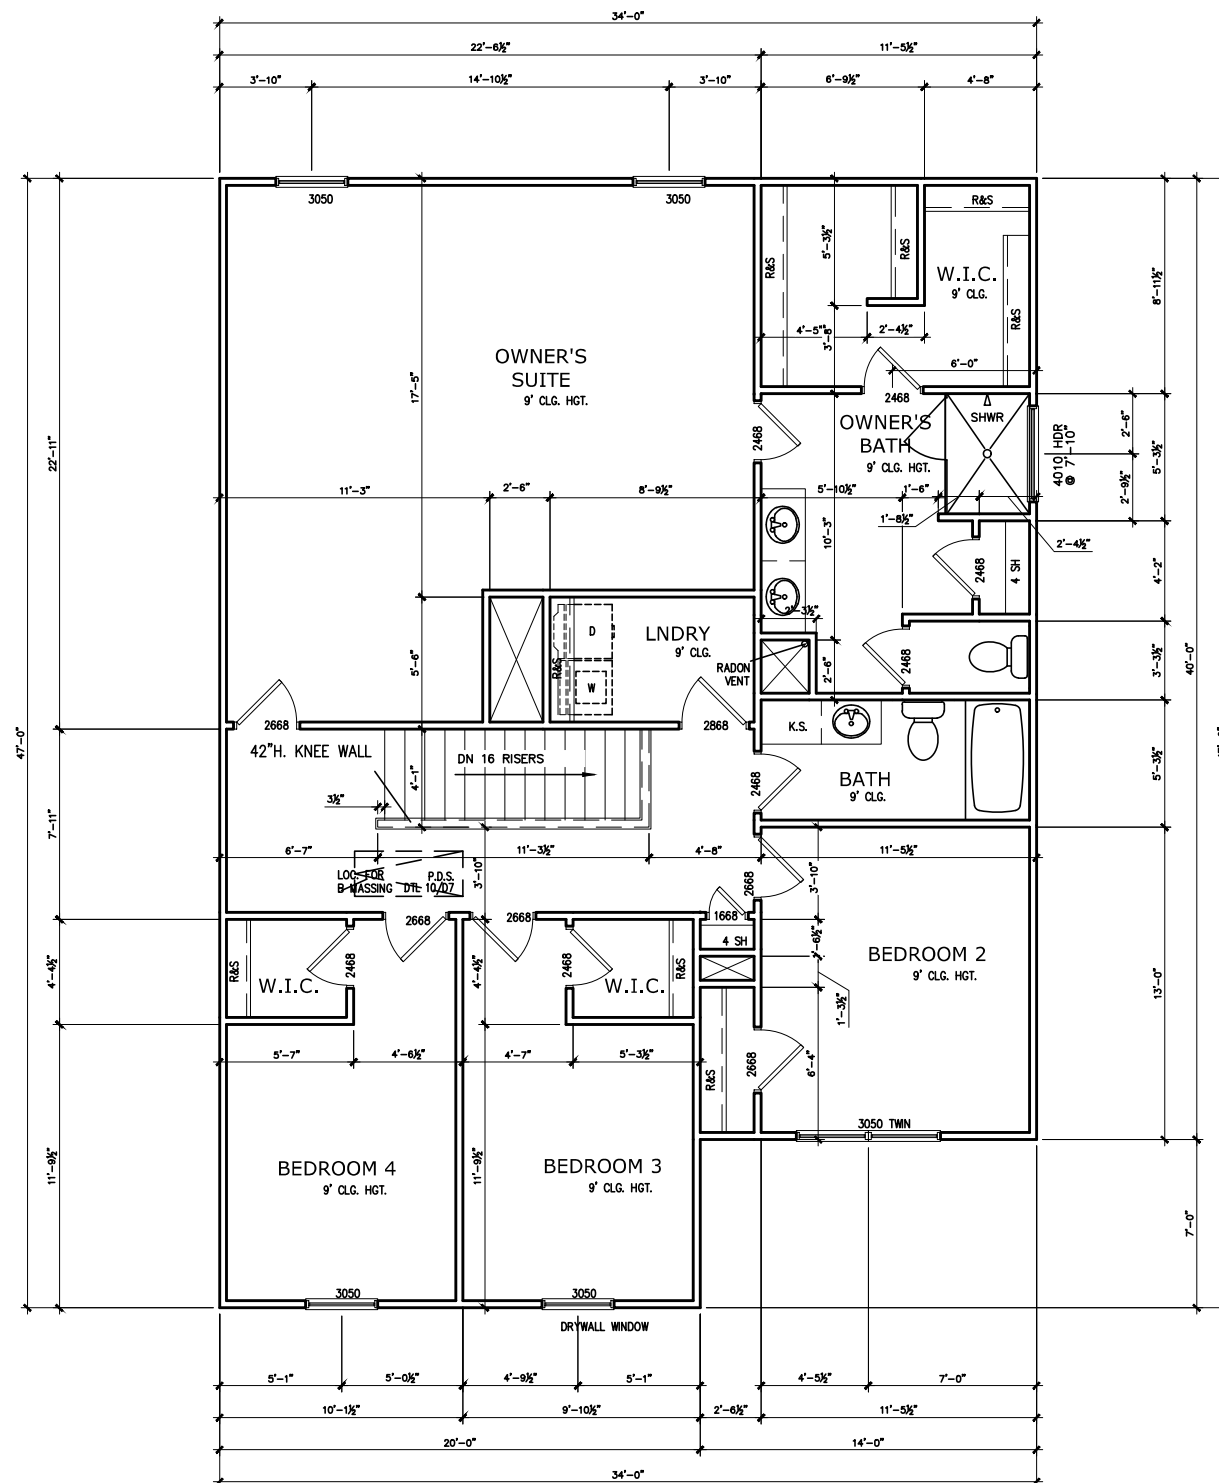 34'-0"
22'-6½" 11'-5½"
3'-10" 14'-10½" 3'-10" 6'-9½" 4'-8"
3050 3050
R&S
R&S
R&S
R&S
5'-3½"
W.I.C.
9' CLG.
8'-11½"
4'-5" 2'-4½"
3'-8"
6'-0"
OWNER'S
SUITE
9' CLG. HGT.
17'-5"
22'-11"
2468
2468
OWNER'S
BATH
9' CLG. HGT.
SHWR
4010 HDR
@ 7'-10"
2'-6"
5'-3½"
2'-9½"
11'-3" 2'-6" 8'-9½" 5'-10½" 1'-6"
1'-8½"
2'-4½"
10'-3"
2468
4 SH
4'-2"
2'-3½"
D
W
R&S
LNDRY
9' CLG.
RADON
VENT
2'-6"
2468
3'-3½"
40'-0"
5'-6"
2668
2868
K.S.
42"H. KNEE WALL
DN 16 RISERS
4'-1"
3½"
2468
BATH
9' CLG.
5'-3½"
47'-0"
7'-11"
6'-7" 11'-3½" 4'-8" 11'-5½"
LOC. FOR P.D.S.
B MASSING DTL 10/D7
3'-10"
2668
3'-10"
2668 2668 1668
4 SH
R&S
W.I.C.
2468
4'-4½"
4'-4½"
2468
W.I.C.
R&S
BEDROOM 2
9' CLG. HGT.
1'-3½"
13'-0"
5'-7" 4'-6½" 4'-7" 5'-3½"
R&S
2668
6'-4"
3050 TWIN
11'-9½"
BEDROOM 4
9' CLG. HGT.
11'-9½"
BEDROOM 3
9' CLG. HGT.
7'-0"
3050 3050
DRYWALL WINDOW
5'-1" 5'-0½" 4'-9½" 5'-1" 4'-5½" 7'-0"
10'-1½" 9'-10½" 2'-6½" 11'-5½"
20'-0" 14'-0"
34'-0"